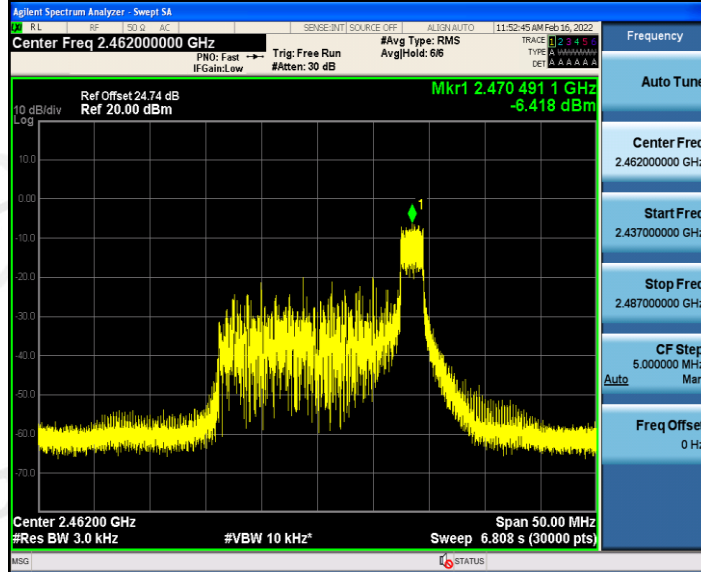 Agilent Spectrum Analyzer - Swept SA
RL RF 50 Ω AC SENSE:INT SOURCE OFF ALIGN AUTO 11:52:45 AM Feb 16, 2022
Center Freq 2.462000000 GHz
PNO: Fast
IFGain:Low
Trig: Free Run
#Atten: 30 dB
#Avg Type: RMS
Avg|Hold: 6/6
TRACE 1 2 3 4 5 6
TYPE A WWWWW
DET A A A A A A
Ref Offset 24.74 dB
10 dB/div Ref 20.00 dBm
Log
Mkr1 2.470 491 1 GHz
-6.418 dBm
1
10.0
0.00
-10.0
-20.0
-30.0
-40.0
-50.0
-60.0
-70.0
Center 2.46200 GHz Span 50.00 MHz
#Res BW 3.0 kHz #VBW 10 kHz* Sweep 6.808 s (30000 pts)
MSG STATUS
Frequency
Auto Tune
Center Freq
2.462000000 GHz
Start Freq
2.437000000 GHz
Stop Freq
2.487000000 GHz
CF Step
5.000000 MHz
Auto Man
Freq Offset
0 Hz